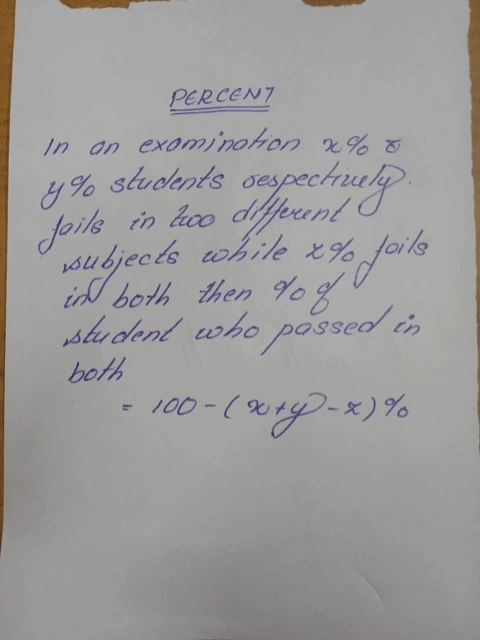 PERCENT
In an examination x% &
y% students respectively
fails in two different
subjects while z% fails
in both then % of
student who passed in
both
= 100 - (x+y-z)%